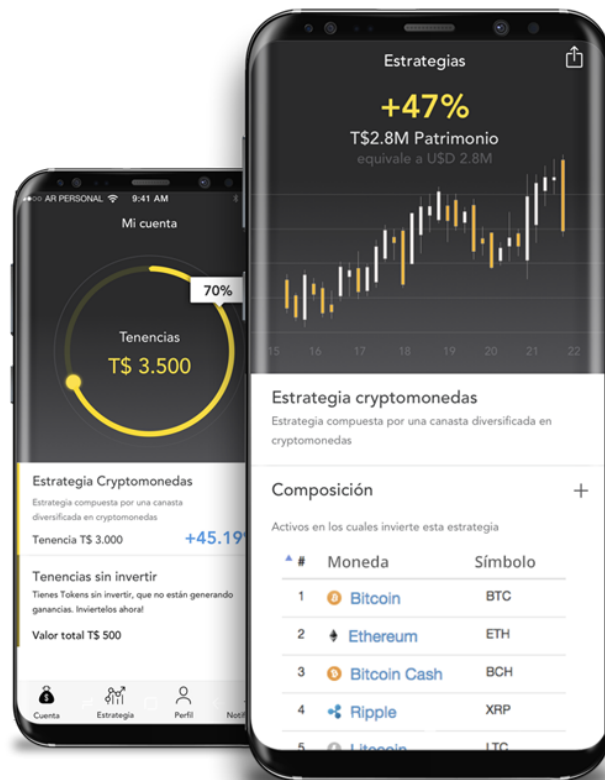 AR PERSONAL 9:41 AM
Mi cuenta
70%
Tenencias
T$ 3.500
Estrategia Cryptomonedas
Estrategia compuesta por una canasta
diversificada en cryptomonedas
Tenencia T$ 3.000 +45.19%
Tenencias sin invertir
Tienes Tokens sin invertir, que no están generando
ganancias. Inviertelos ahora!
Valor total T$ 500
Cuenta Estrategia Perfil
Estrategias
+47%
T$2.8M Patrimonio
equivale a U$D 2.8M
15 16 17 18 19 20 21 22
Estrategia cryptomonedas
Estrategia compuesta por una canasta diversificada en
cryptomonedas
Composición +
Activos en los cuales invierte esta estrategia
# Moneda Símbolo
1 Bitcoin BTC
2 Ethereum ETH
3 Bitcoin Cash BCH
4 Ripple XRP
5 Litecoin LTC